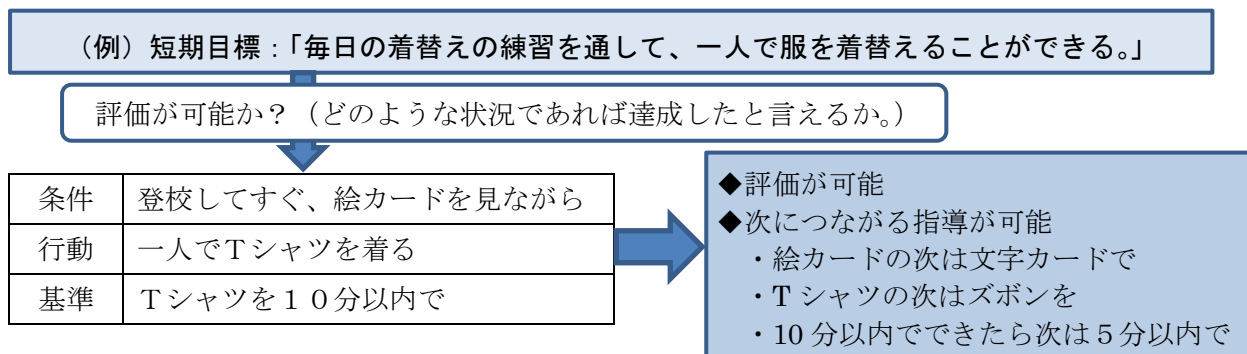 （例）短期目標：「毎日の着替えの練習を通して、一人で服を着替えることができる。」
評価が可能か？（どのような状況であれば達成したと言えるか。）
条件 登校してすぐ、絵カードを見ながら
行動 一人でＴシャツを着る
基準 Ｔシャツを１０分以内で
◆評価が可能
◆次につながる指導が可能
・絵カードの次は文字カードで
・T シャツの次はズボンを
・10 分以内でできたら次は５分以内で